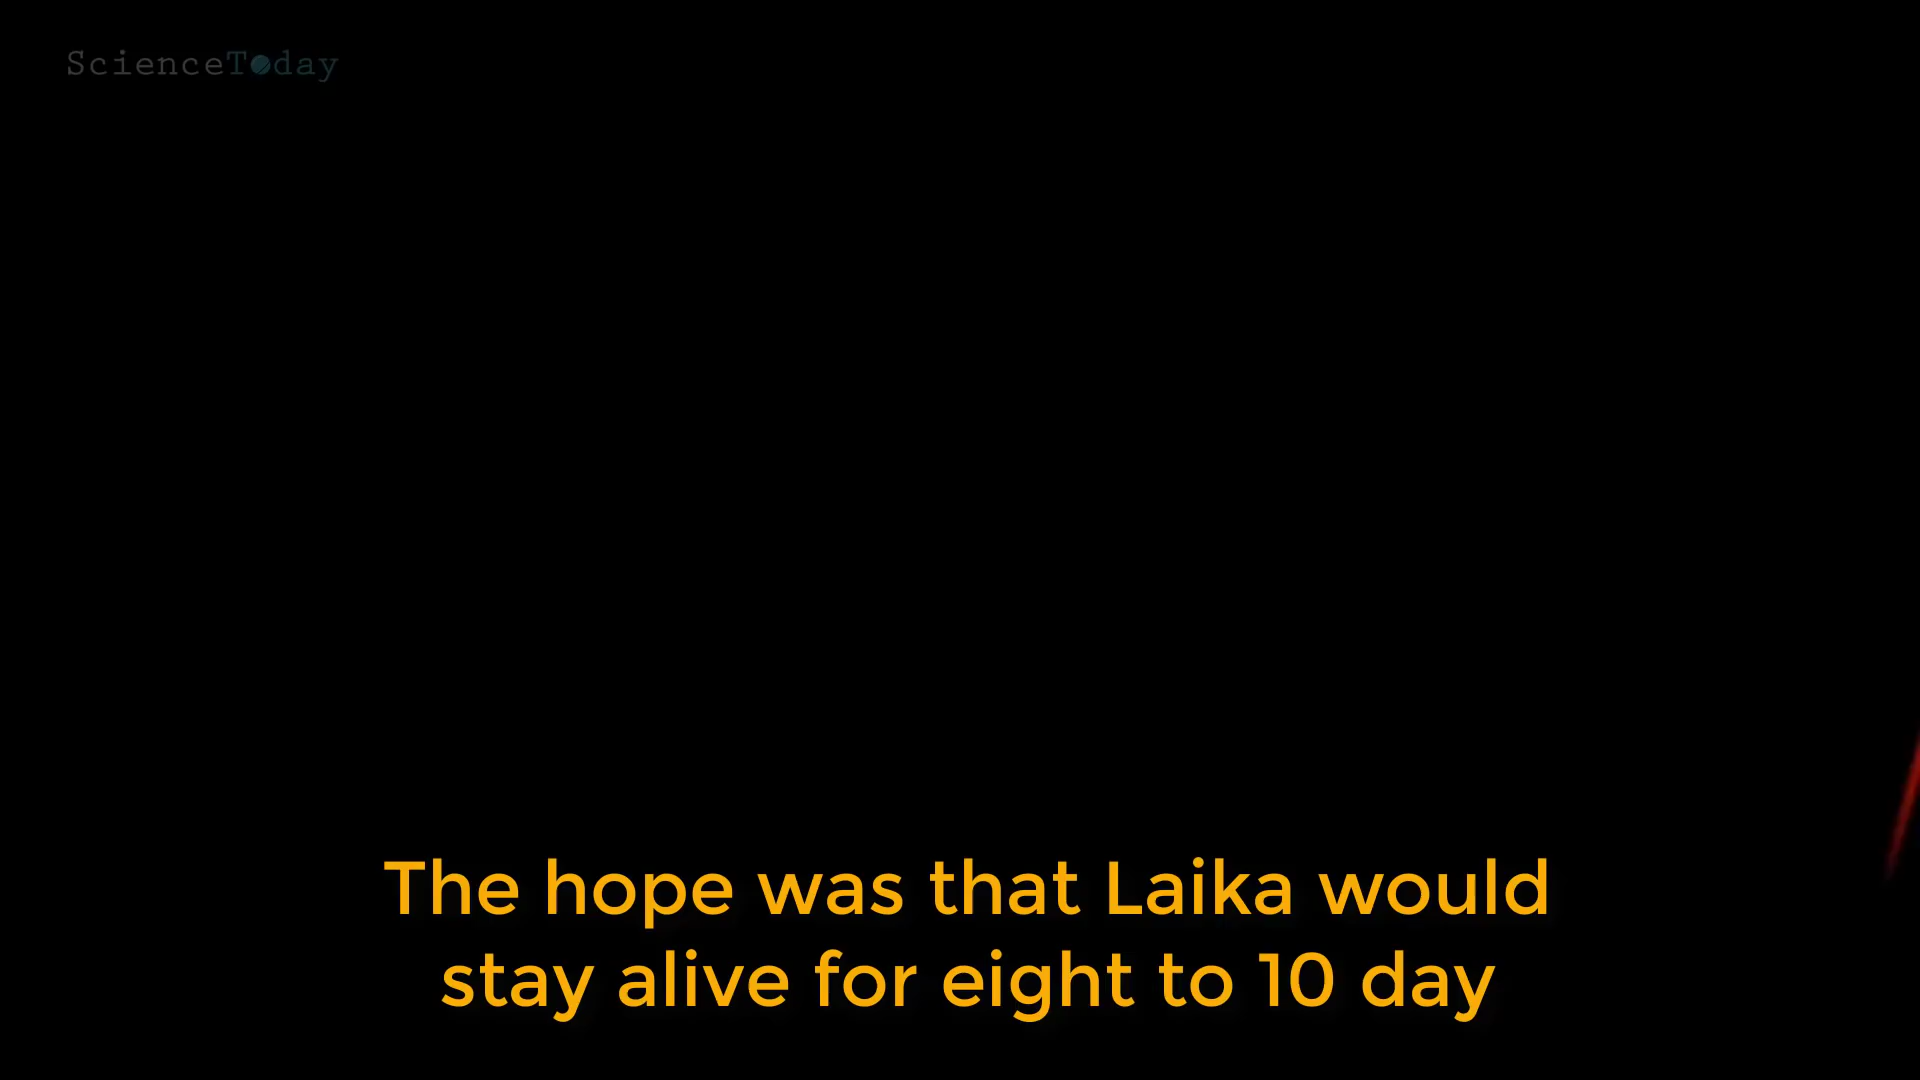 ScienceToday
The hope was that Laika would
stay alive for eight to 10 day